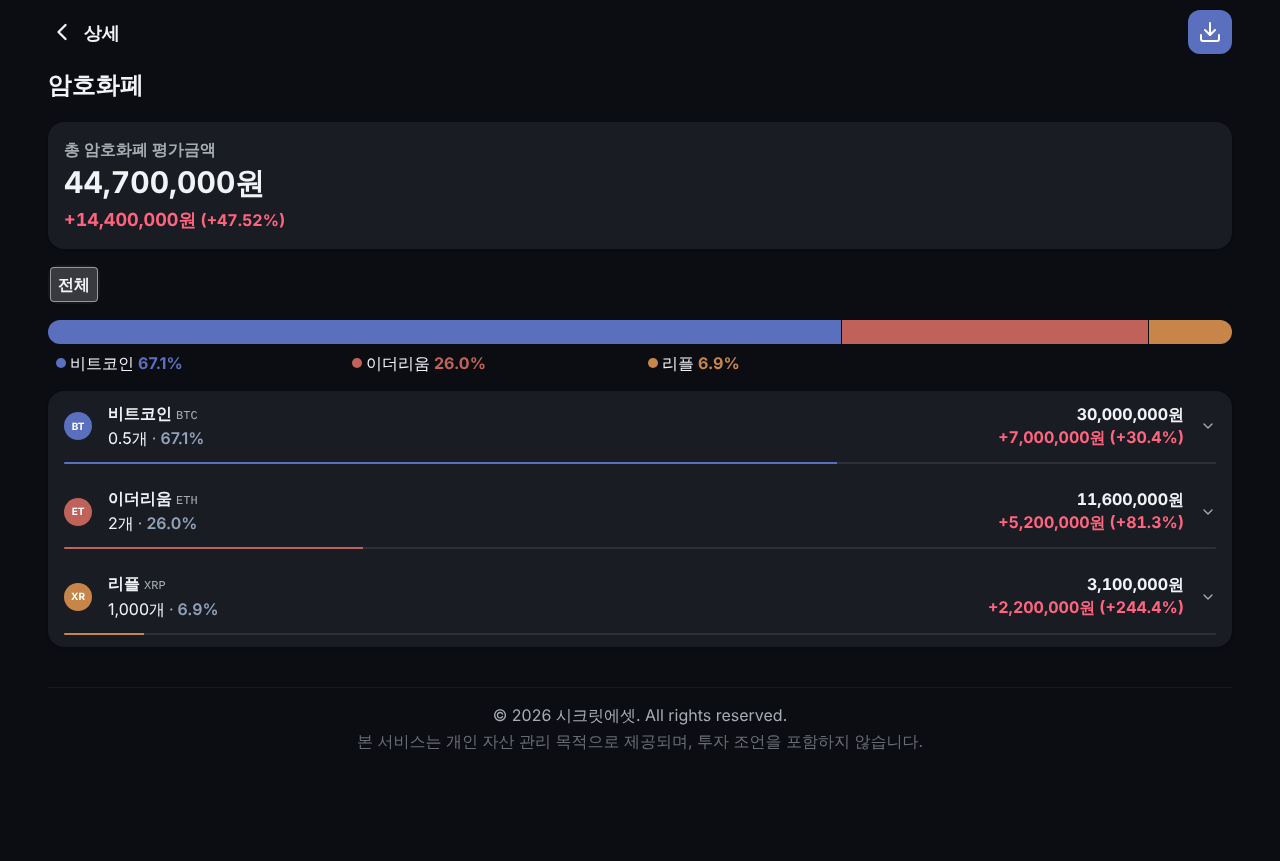 상세
암호화폐
총 암호화폐 평가금액
44,700,000원
+14,400,000원 (+47.52%)
전체
비트코인 67.1% 이더리움 26.0% 리플 6.9%
BT 비트코인 BTC 30,000,000원
0.5개 · 67.1% +7,000,000원 (+30.4%)
ET 이더리움 ETH 11,600,000원
2개 · 26.0% +5,200,000원 (+81.3%)
XR 리플 XRP 3,100,000원
1,000개 · 6.9% +2,200,000원 (+244.4%)
© 2026 시크릿에셋. All rights reserved.
본 서비스는 개인 자산 관리 목적으로 제공되며, 투자 조언을 포함하지 않습니다.